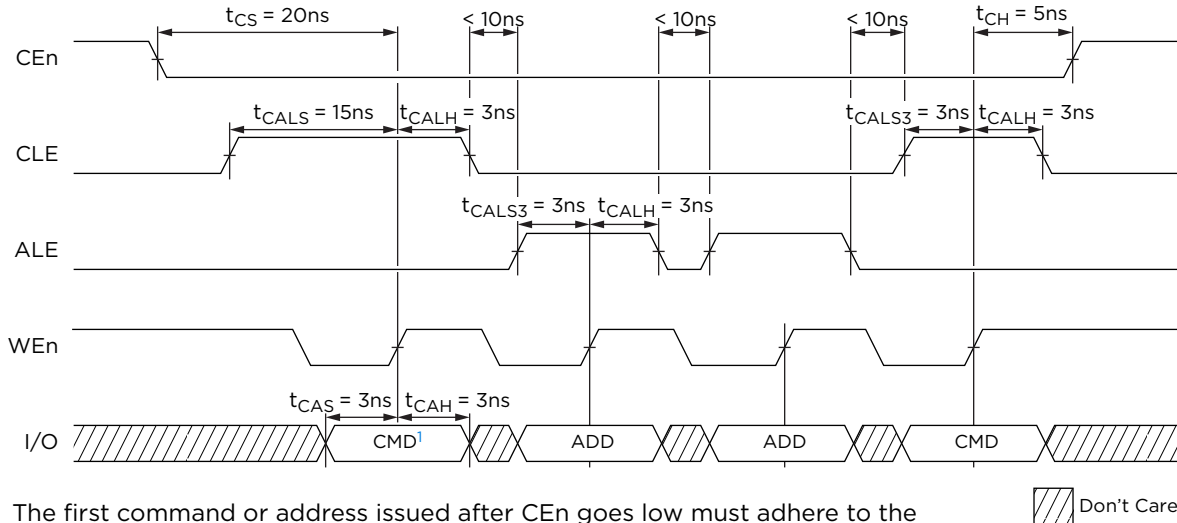 tCS = 20ns < 10ns < 10ns < 10ns tCH = 5ns
CEn
tCALS = 15ns tCALH = 3ns tCALS3 = 3ns tCALH = 3ns
CLE
tCALS3 = 3ns tCALH = 3ns
ALE
WEn
tCAS = 3ns tCAH = 3ns
I/O CMD1 ADD ADD CMD
The first command or address issued after CEn goes low must adhere to the
Don't Care